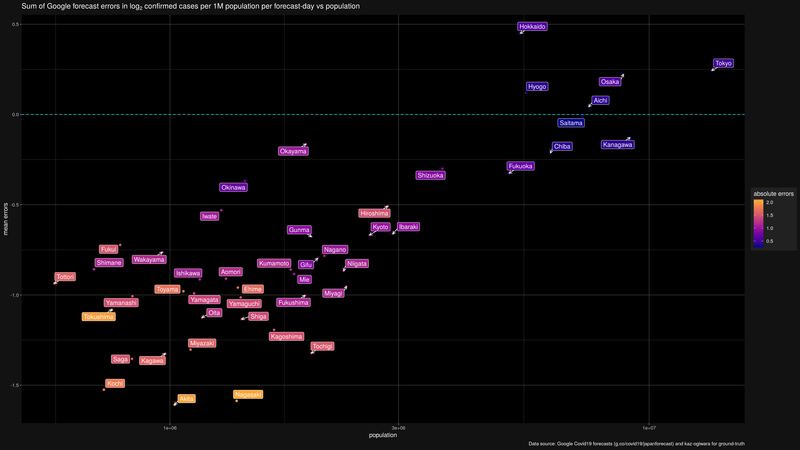 Sum of Google forecast errors in log2 confirmed cases per 1M population per forecast-day vs population
0.5
Hokkaido
Tokyo
Osaka
Hyogo
Aichi
0.0
Saitama
Kanagawa
Chiba
Okayama
Fukuoka
Shizuoka
Okinawa
absolute errors
2.0
1.5
1.0
0.5
mean errors
-0.5
Iwate
Hiroshima
Gunma
Kyoto
Ibaraki
Fukui
Nagano
Shimane
Wakayama
Kumamoto
Gifu
Niigata
Tottori
Ishikawa
Aomori
Mie
-1.0
Toyama
Ehime
Miyagi
Yamanashi
Yamagata
Yamaguchi
Fukushima
Tokushima
Oita
Shiga
Kagoshima
Miyazaki
Tochigi
Saga
Kagawa
-1.5
Kochi
Akita
Nagasaki
1e+06
3e+06
1e+07
population
Data source: Google Covid19 forecasts (g.co/covid19/japanforecast) and kaz-ogiwara for ground-truth